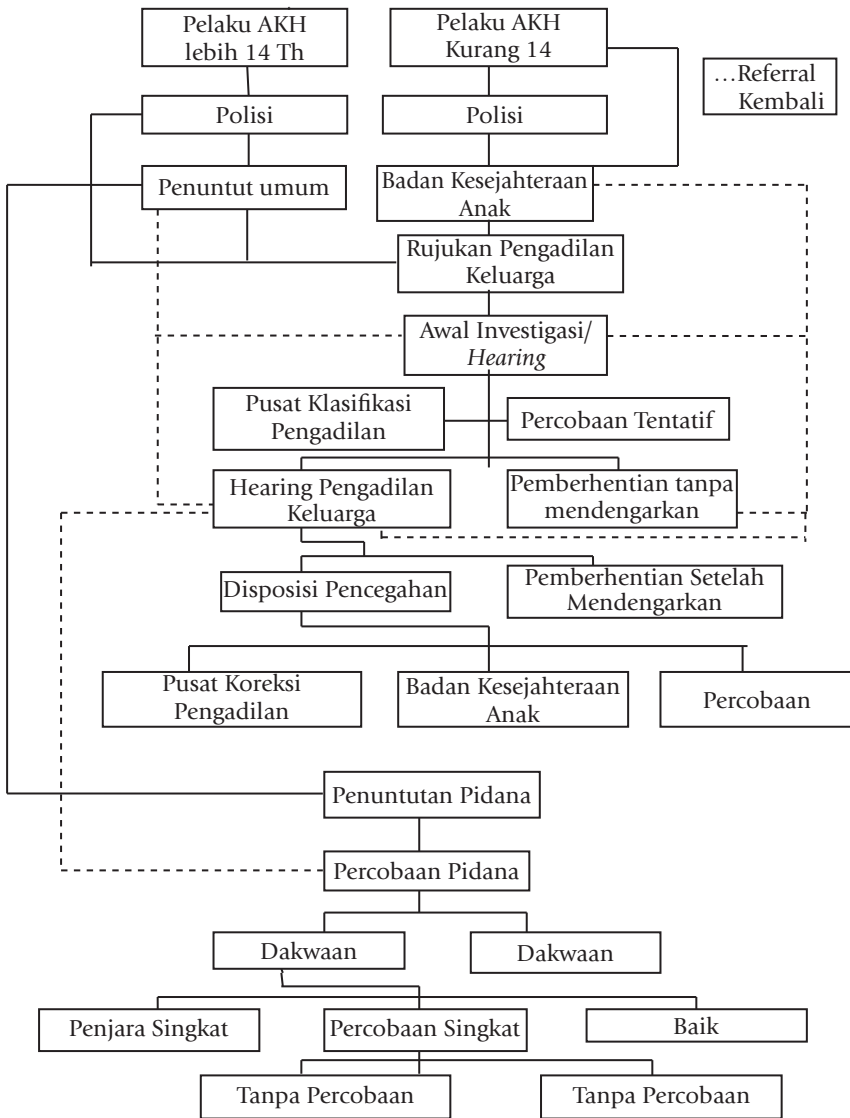 Pelaku AKH
lebih 14 Th
Pelaku AKH
Kurang 14
…Referral
Kembali
Polisi
Polisi
Penuntut umum
Badan Kesejahteraan
Anak
Rujukan Pengadilan
Keluarga
Awal Investigasi/
Hearing
Pusat Klasifikasi
Pengadilan
Percobaan Tentatif
Hearing Pengadilan
Keluarga
Pemberhentian tanpa
mendengarkan
Disposisi Pencegahan
Pemberhentian Setelah
Mendengarkan
Pusat Koreksi
Pengadilan
Badan Kesejahteraan
Anak
Percobaan
Penuntutan Pidana
Percobaan Pidana
Dakwaan
Dakwaan
Penjara Singkat
Percobaan Singkat
Baik
Tanpa Percobaan
Tanpa Percobaan